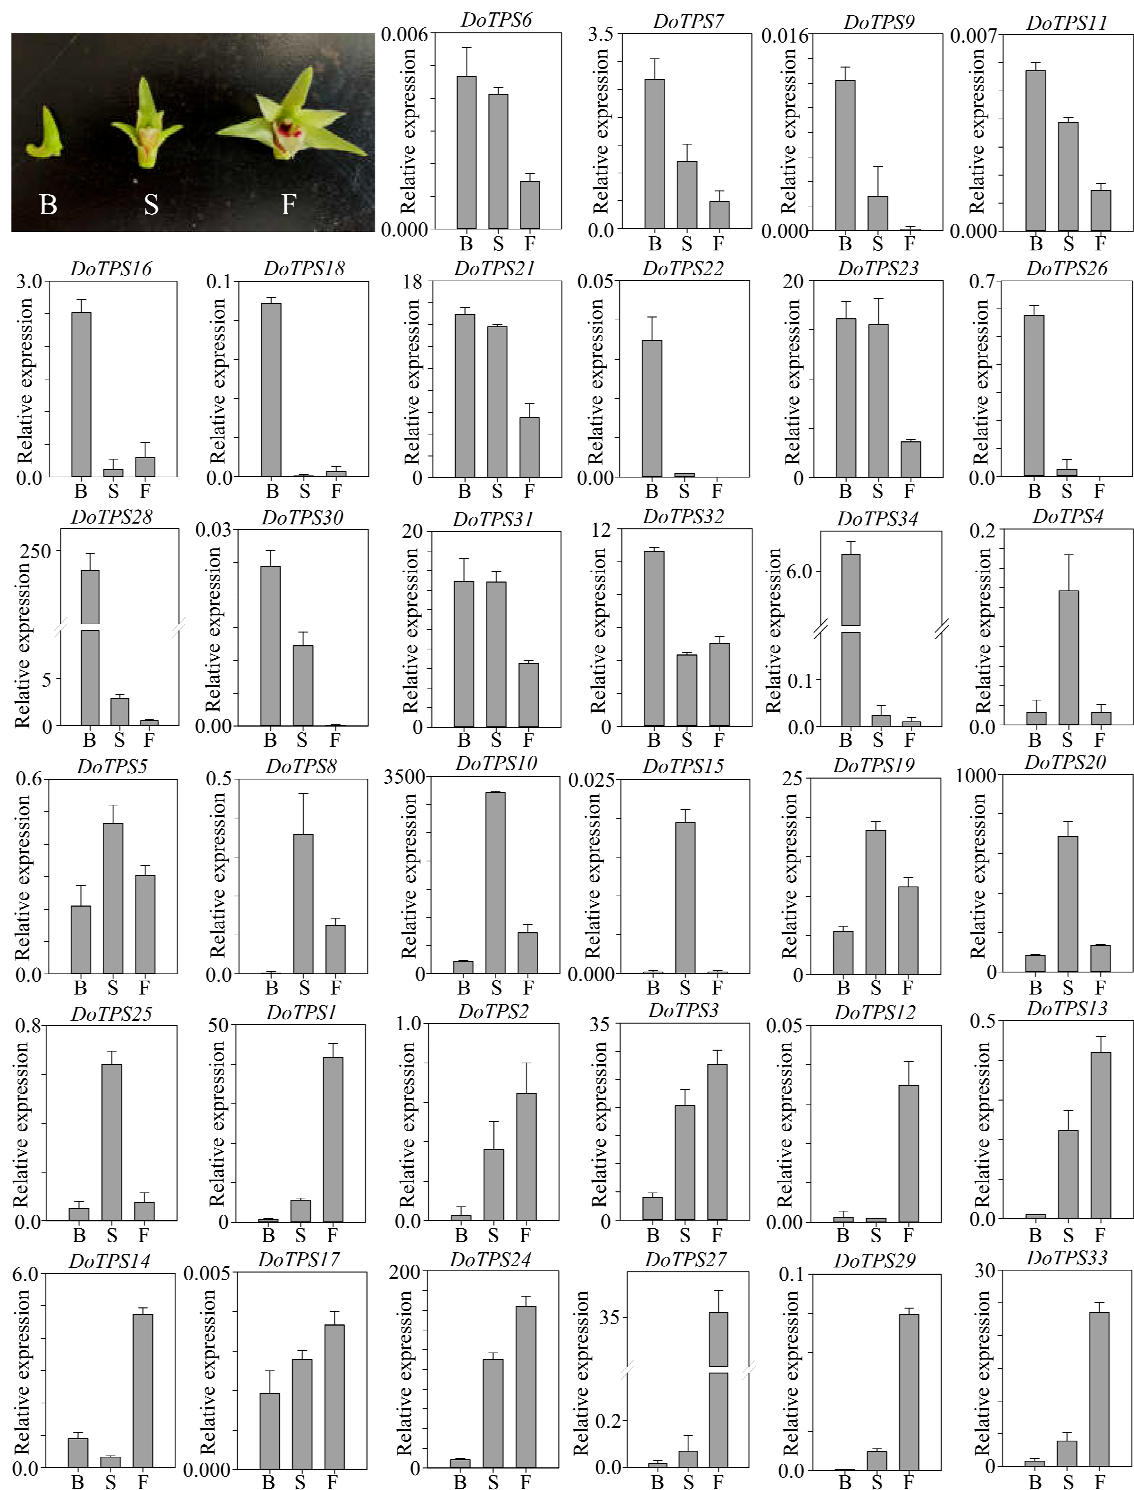 DoTPS6 DoTPS7 DoTPS9 DoTPS11
B S F
Relative expression 0.006 0.000 B S F
Relative expression 3.5 0.0 B S F
Relative expression 0.016 0.000 B S F
Relative expression 0.007 0.000 B S F
DoTPS16 DoTPS18 DoTPS21 DoTPS22 DoTPS23 DoTPS26
Relative expression 3.0 0.0 B S F
Relative expression 0.1 0.0 B S F
Relative expression 18 0 B S F
Relative expression 0.05 0.00 B S F
Relative expression 20 0 B S F
Relative expression 0.7 0.0 B S F
DoTPS28 DoTPS30 DoTPS31 DoTPS32 DoTPS34 DoTPS4
Relative expression 250 5 0 B S F
Relative expression 0.03 0.00 B S F
Relative expression 20 0 B S F
Relative expression 12 0 B S F
Relative expression 6.0 0.1 0.0 B S F
Relative expression 0.2 0.0 B S F
DoTPS5 DoTPS8 DoTPS10 DoTPS15 DoTPS19 DoTPS20
Relative expression 0.6 0.0 B S F
Relative expression 0.5 0.0 B S F
Relative expression 3500 0 B S F
Relative expression 0.025 0.000 B S F
Relative expression 25 0 B S F
Relative expression 1000 0 B S F
DoTPS25 DoTPS1 DoTPS2 DoTPS3 DoTPS12 DoTPS13
Relative expression 0.8 0.0 B S F
Relative expression 50 0 B S F
Relative expression 1.0 0.0 B S F
Relative expression 35 0 B S F
Relative expression 0.05 0.00 B S F
Relative expression 0.5 0.0 B S F
DoTPS14 DoTPS17 DoTPS24 DoTPS27 DoTPS29 DoTPS33
Relative expression 6.0 0.0 B S F
Relative expression 0.005 0.000 B S F
Relative expression 200 0 B S F
Relative expression 35 0.2 0.0 B S F
Relative expression 0.1 0.0 B S F
Relative expression 30 0 B S F